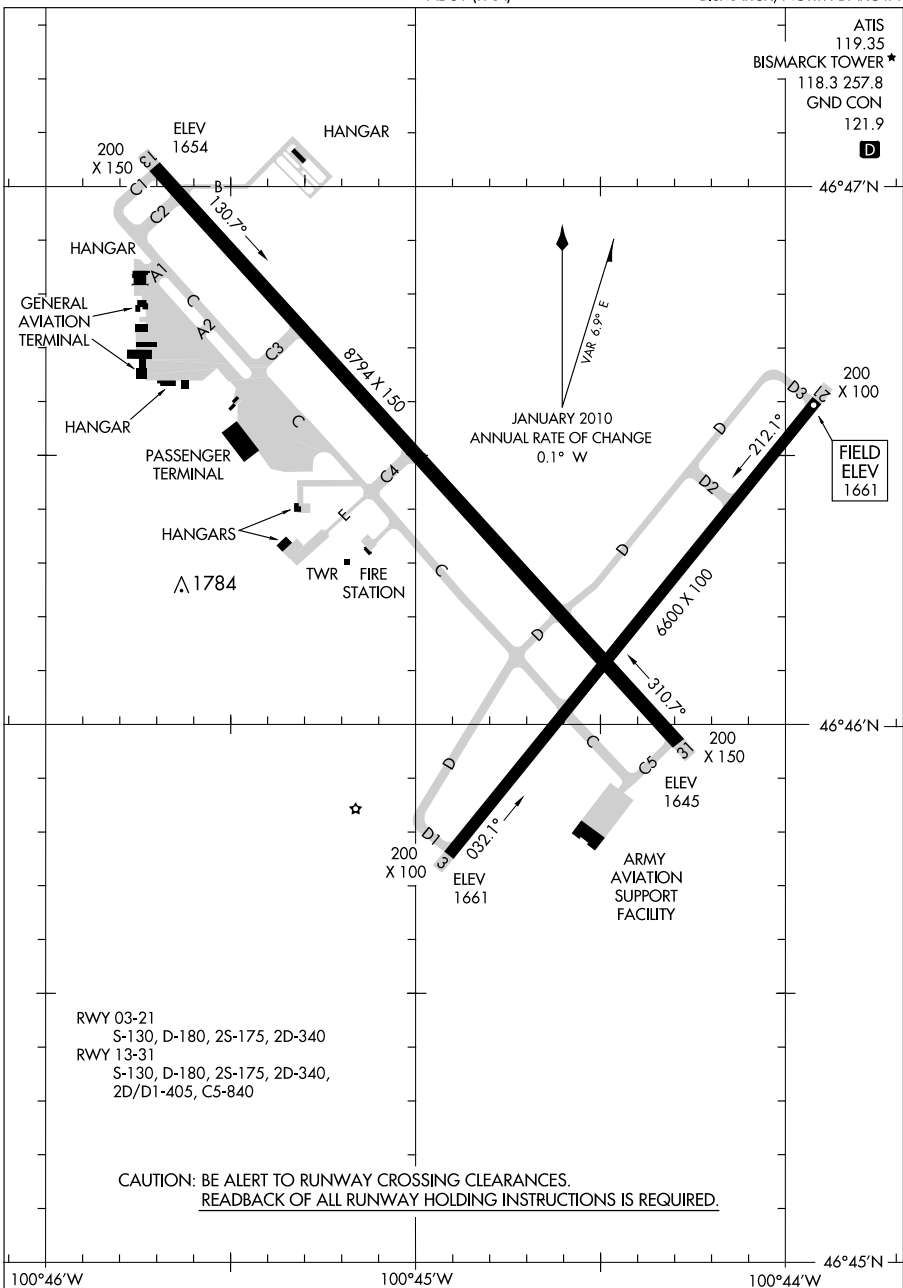 ATIS
119.35
BISMARCK TOWER ★
118.3 257.8
GND CON
121.9
D
ELEV
1654
HANGAR
200
X 150
13
46°47'N
C1
C2
B
130.7°
HANGAR
A1
GENERAL
AVIATION
TERMINAL
C
A2
C3
8794 X 150
VAR 6.9° E
JANUARY 2010
ANNUAL RATE OF CHANGE
0.1° W
200
X 100
21
D3
D
212.1°
FIELD
ELEV
1661
HANGAR
C
PASSENGER
TERMINAL
C4
D2
HANGARS
E
TWR
FIRE
STATION
1784
C
D
6600 X 100
D
310.7°
46°46'N
200
X 150
31
C
C5
ELEV
1645
D
D1
032.1°
200
X 100
3
ELEV
1661
ARMY
AVIATION
SUPPORT
FACILITY
RWY 03-21
S-130, D-180, 2S-175, 2D-340
RWY 13-31
S-130, D-180, 2S-175, 2D-340,
2D/D1-405, C5-840
CAUTION: BE ALERT TO RUNWAY CROSSING CLEARANCES.
READBACK OF ALL RUNWAY HOLDING INSTRUCTIONS IS REQUIRED.
46°45'N
100°46'W
100°45'W
100°44'W